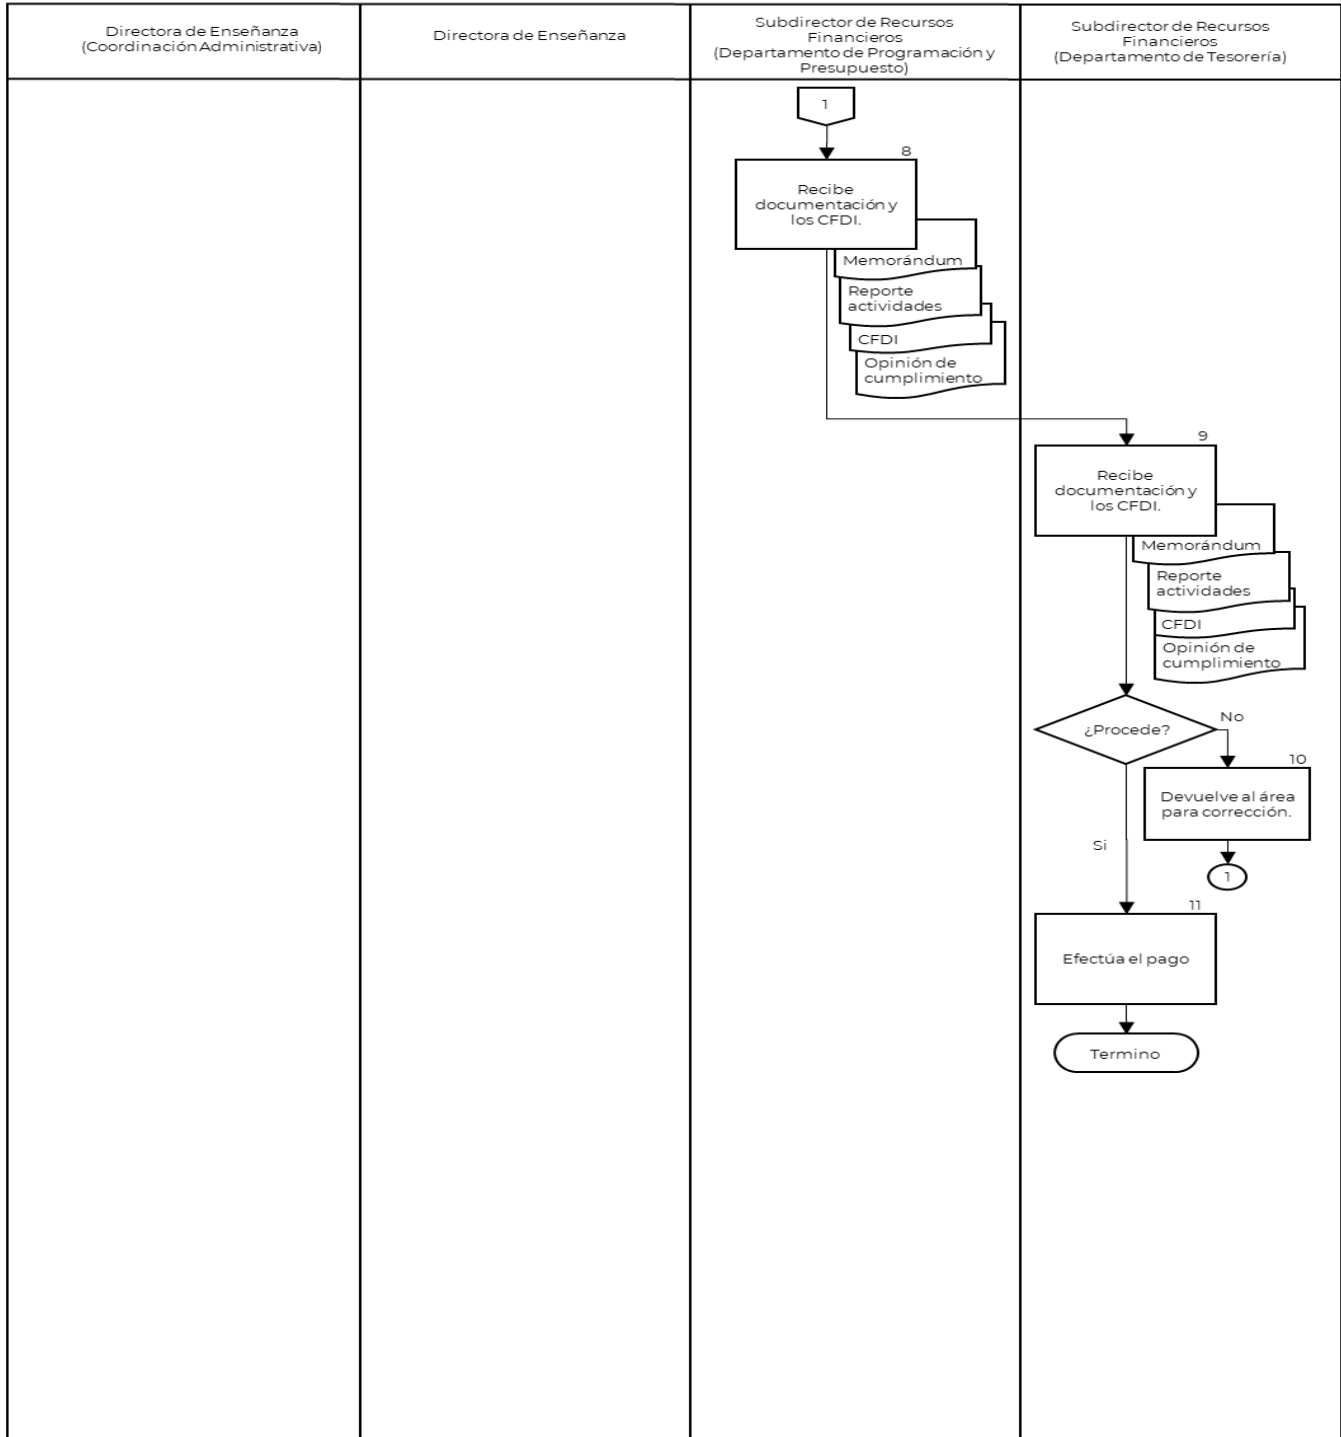 Directora de Enseñanza
(Coordinación Administrativa)
Directora de Enseñanza
Subdirector de Recursos
Financieros
(Departamento de Programación y
Presupuesto)
Subdirector de Recursos
Financieros
(Departamento de Tesorería)
1
8
Recibe
documentación y
los CFDI.
Memorándum
Reporte
actividades
CFDI
Opinión de
cumplimiento
9
Recibe
documentación y
los CFDI.
Memorándum
Reporte
actividades
CFDI
Opinión de
cumplimiento
¿Procede?
No
10
Devuelve al área
para corrección.
Si
1
11
Efectúa el pago
Termino